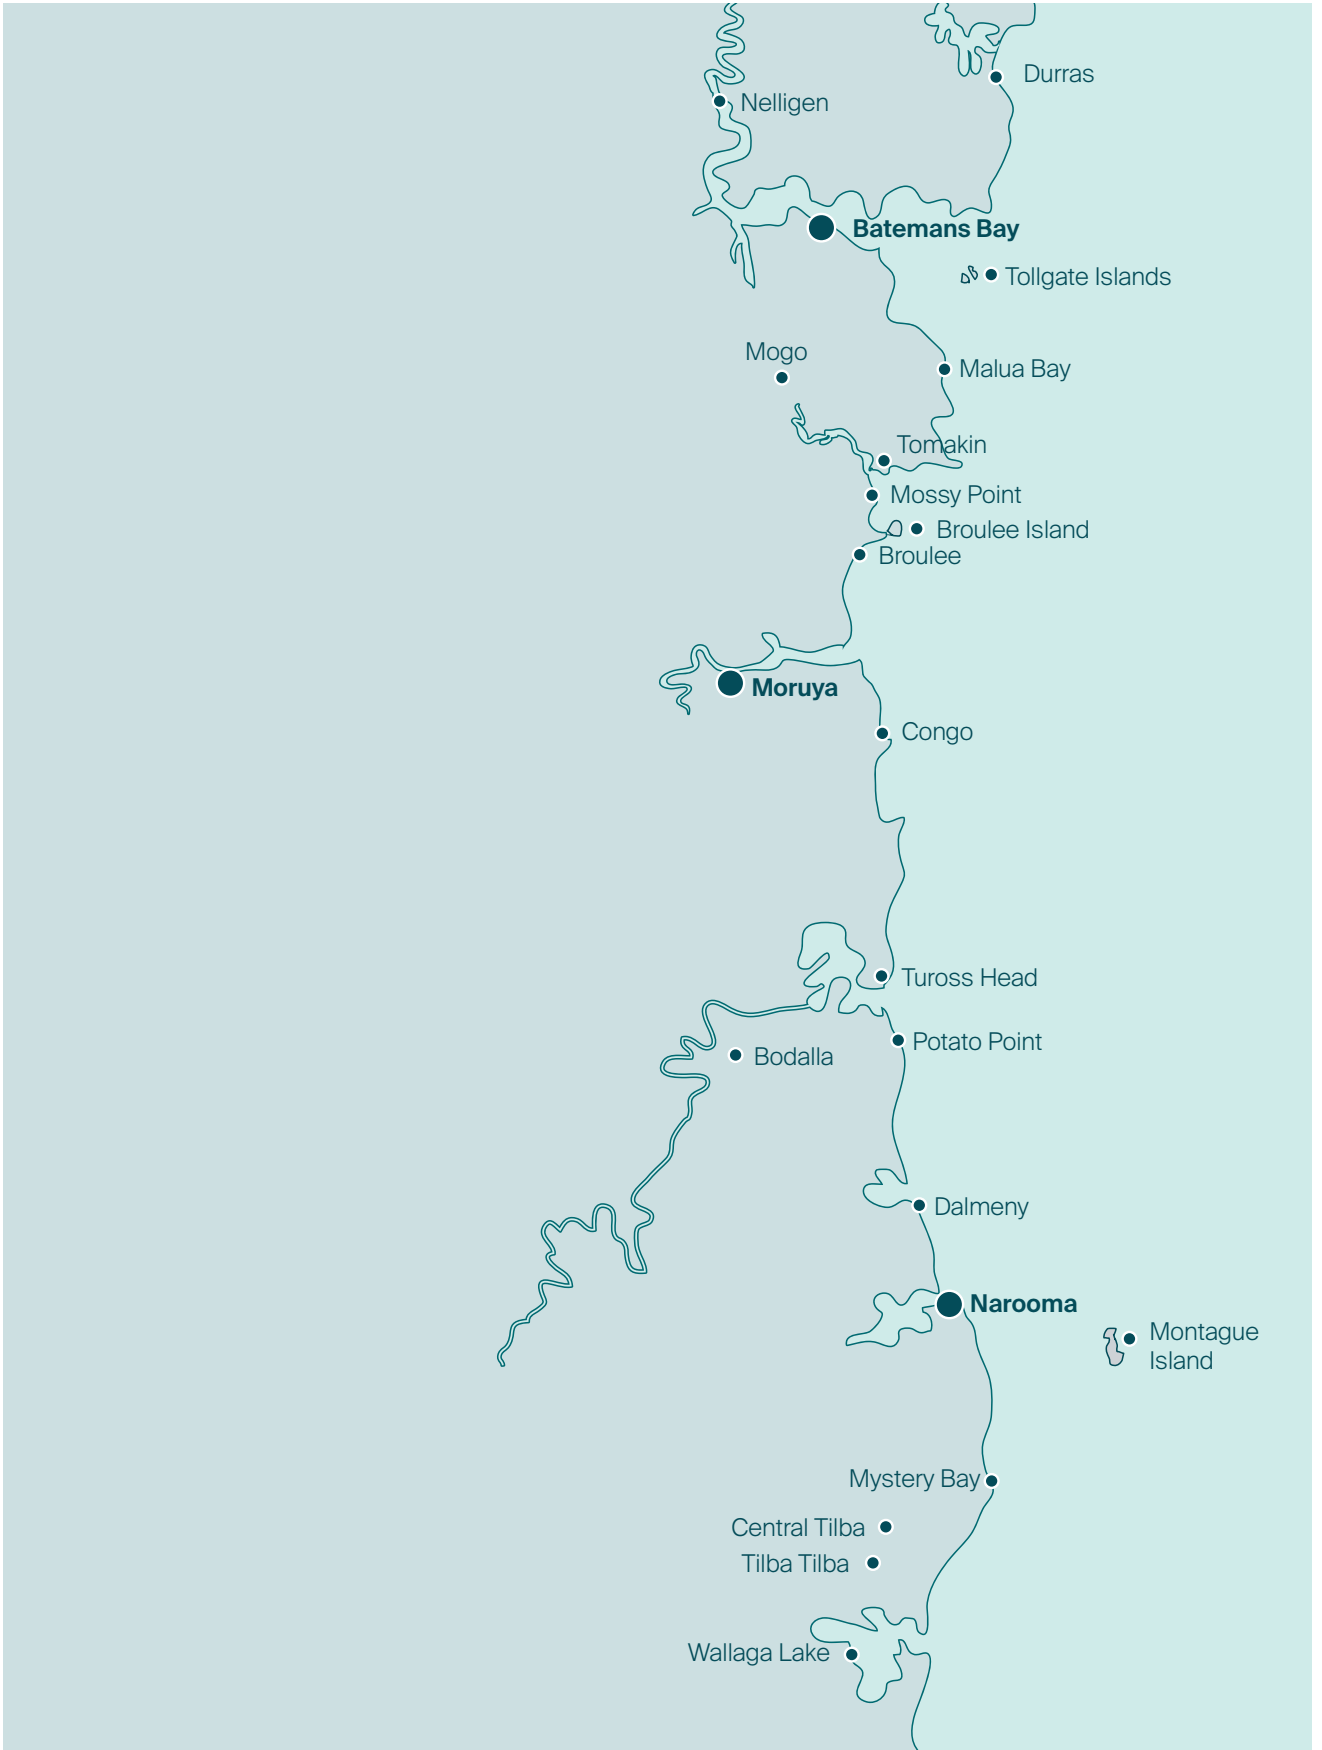 Durras
Nelligen
Batemans Bay
Tollgate Islands
Mogo
Malua Bay
Tomakin
Mossy Point
Broulee Island
Broulee
Moruya
Congo
Tuross Head
Potato Point
Bodalla
Dalmeny
Narooma
Montague
Island
Mystery Bay
Central Tilba
Tilba Tilba
Wallaga Lake